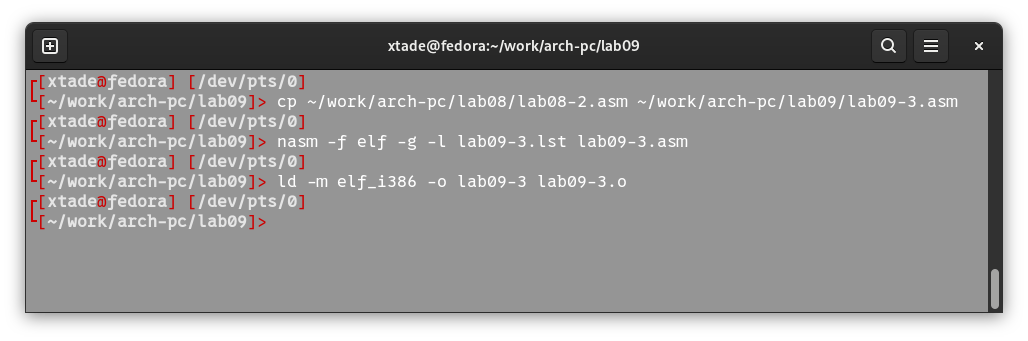 xtade@fedora:~/work/arch-pc/lab09
[xtade@fedora] [/dev/pts/0]
[~/work/arch-pc/lab09]> cp ~/work/arch-pc/lab08/lab08-2.asm ~/work/arch-pc/lab09/lab09-3.asm
[xtade@fedora] [/dev/pts/0]
[~/work/arch-pc/lab09]> nasm -f elf -g -l lab09-3.lst lab09-3.asm
[xtade@fedora] [/dev/pts/0]
[~/work/arch-pc/lab09]> ld -m elf_i386 -o lab09-3 lab09-3.o
[xtade@fedora] [/dev/pts/0]
[~/work/arch-pc/lab09]>